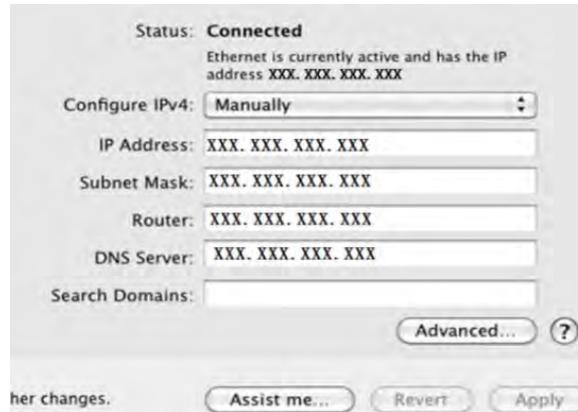 Status: Connected
Ethernet is currently active and has the IP
address XXX. XXX. XXX. XXX
Configure IPv4: Manually
IP Address: XXX. XXX. XXX. XXX
Subnet Mask: XXX. XXX. XXX. XXX
Router: XXX. XXX. XXX. XXX
DNS Server: XXX. XXX. XXX. XXX
Search Domains:
Advanced... ?
her changes. Assist me... Revert Apply